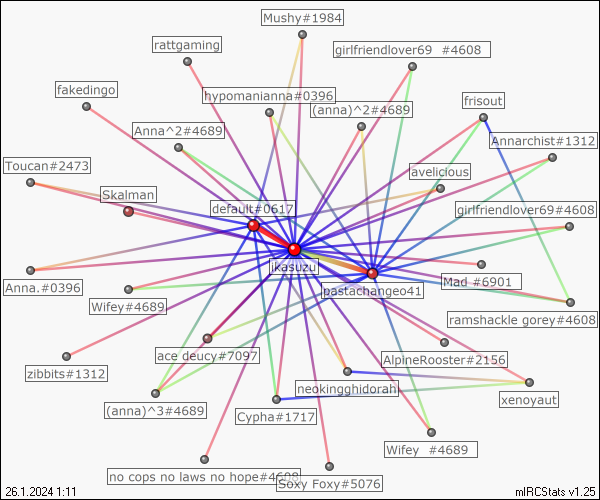 Mushy#1984
rattgaming
girlfriendlover69 #4608
fakedingo
hypomanianna#0396
(anna)^2#4689
frisout
Anna^2#4689
Annarchist#1312
Toucan#2473
avelicious
Skalman
default#0617
girlfriendlover69#4608
ikasuzu
Anna.#0396
pastachangeo41
Mad #6901
Wifey#4689
ramshackle gorey#4608
ace deucy#7097
AlpineRooster#2156
zibbits#1312
neokingghidorah
xenoyaut
(anna)^3#4689
Cypha#1717
Wifey #4689
no cops no laws no hope#4608
Soxy Foxy#5076
26.1.2024 1:11
mIRCStats v1.25